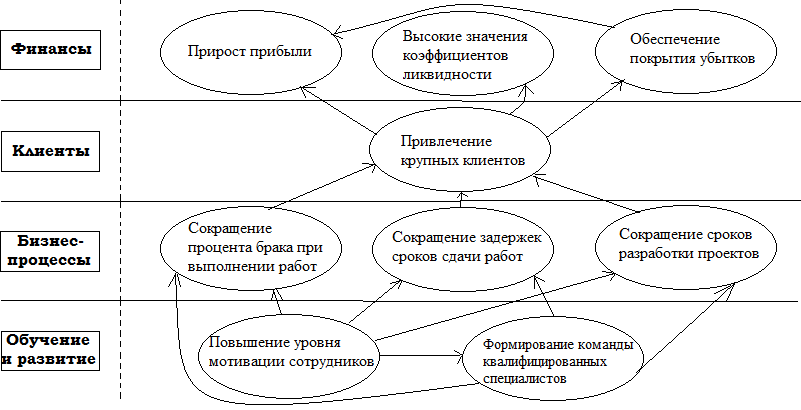 Финансы
Прирост прибыли
Высокие значения
коэффициентов
ликвидности
Обеспечение
покрытия убытков
Клиенты
Привлечение
крупных клиентов
Бизнес-
процессы
Сокращение
процента брака при
выполнении работ
Сокращение задержек
сроков сдачи работ
Сокращение сроков
разработки проектов
Обучение
и развитие
Повышение уровня
мотивации сотрудников
Формирование команды
квалифицированных
специалистов